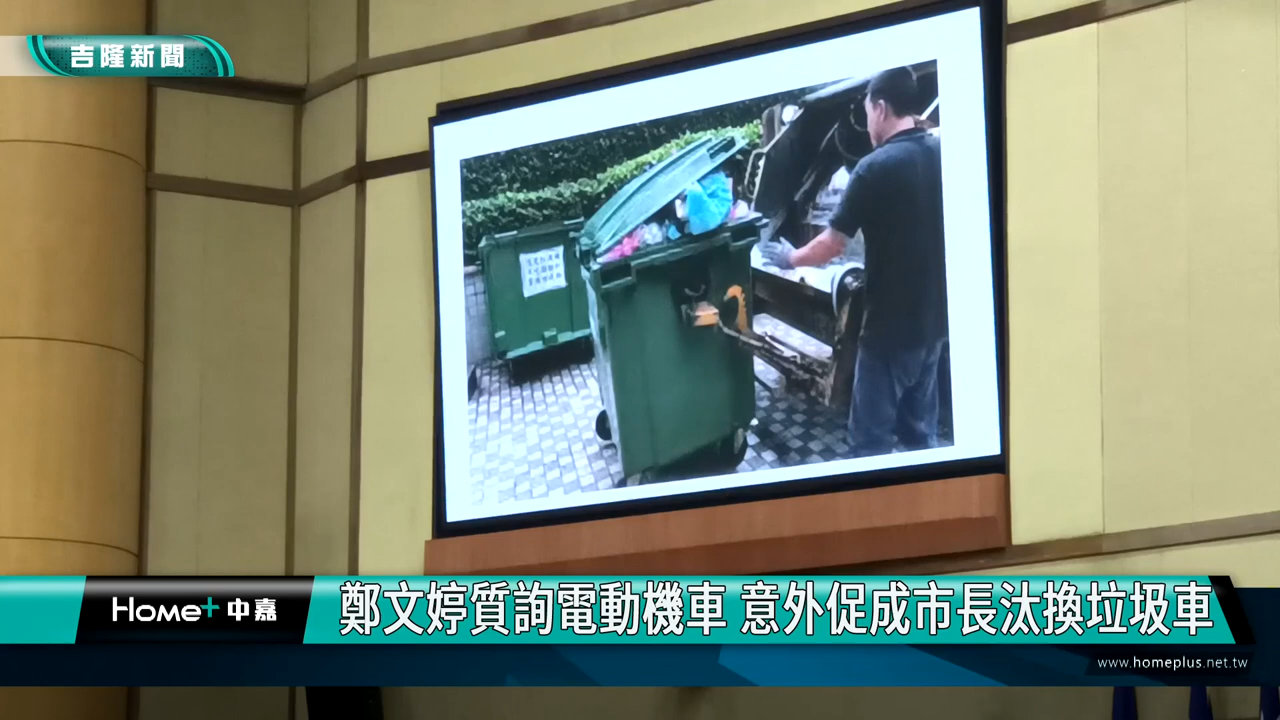 吉隆新聞
Home+ 中嘉
鄭文婷質詢電動機車 意外促成市長汰換垃圾車
www.homeplus.net.tw